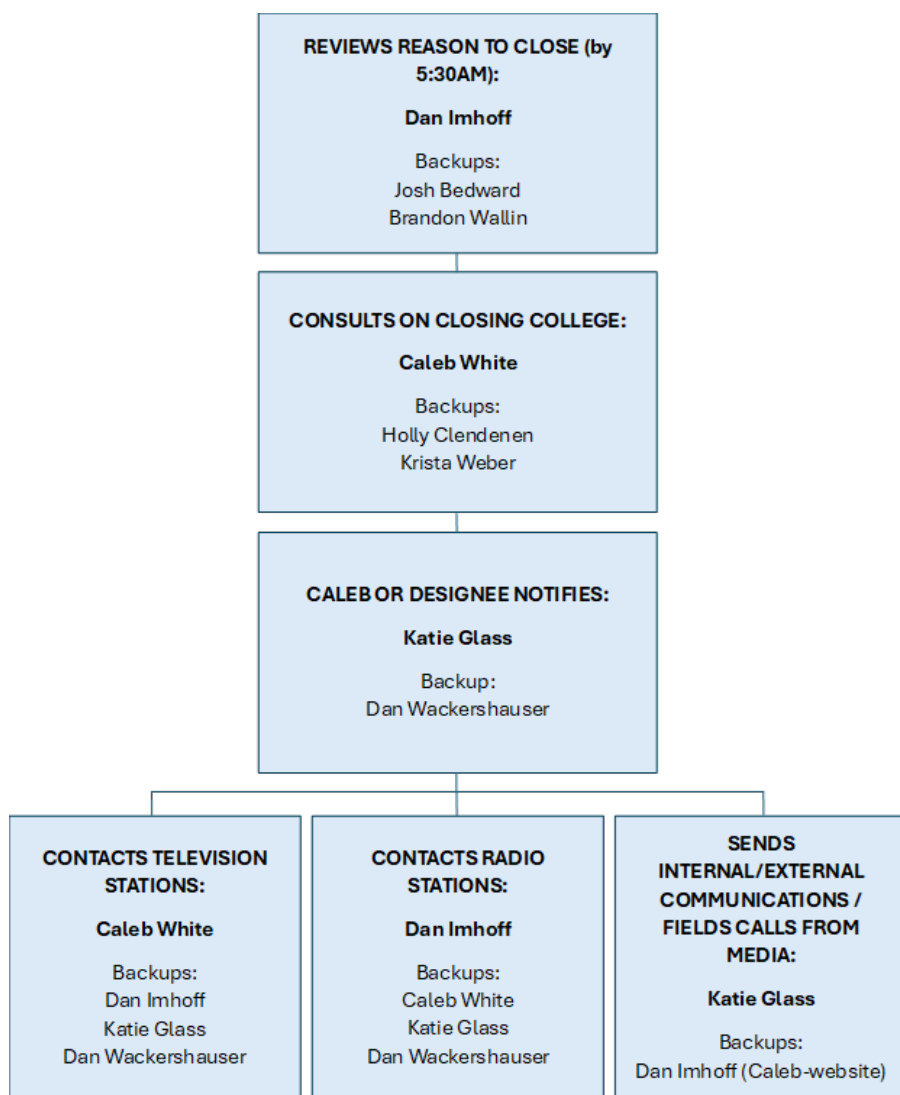 REVIEWS REASON TO CLOSE (by
5:30AM):
Dan Imhoff
Backups:
Josh Bedward
Brandon Wallin
CONSULTS ON CLOSING COLLEGE:
Caleb White
Backups:
Holly Clendenen
Krista Weber
CALEB OR DESIGNEE NOTIFIES:
Katie Glass
Backup:
Dan Wackershauser
CONTACTS TELEVISION
STATIONS:
Caleb White
Backups:
Dan Imhoff
Katie Glass
Dan Wackershauser
CONTACTS RADIO
STATIONS:
Dan Imhoff
Backups:
Caleb White
Katie Glass
Dan Wackershauser
SENDS
INTERNAL/EXTERNAL
COMMUNICATIONS /
FIELDS CALLS FROM
MEDIA:
Katie Glass
Backups:
Dan Imhoff (Caleb-website)